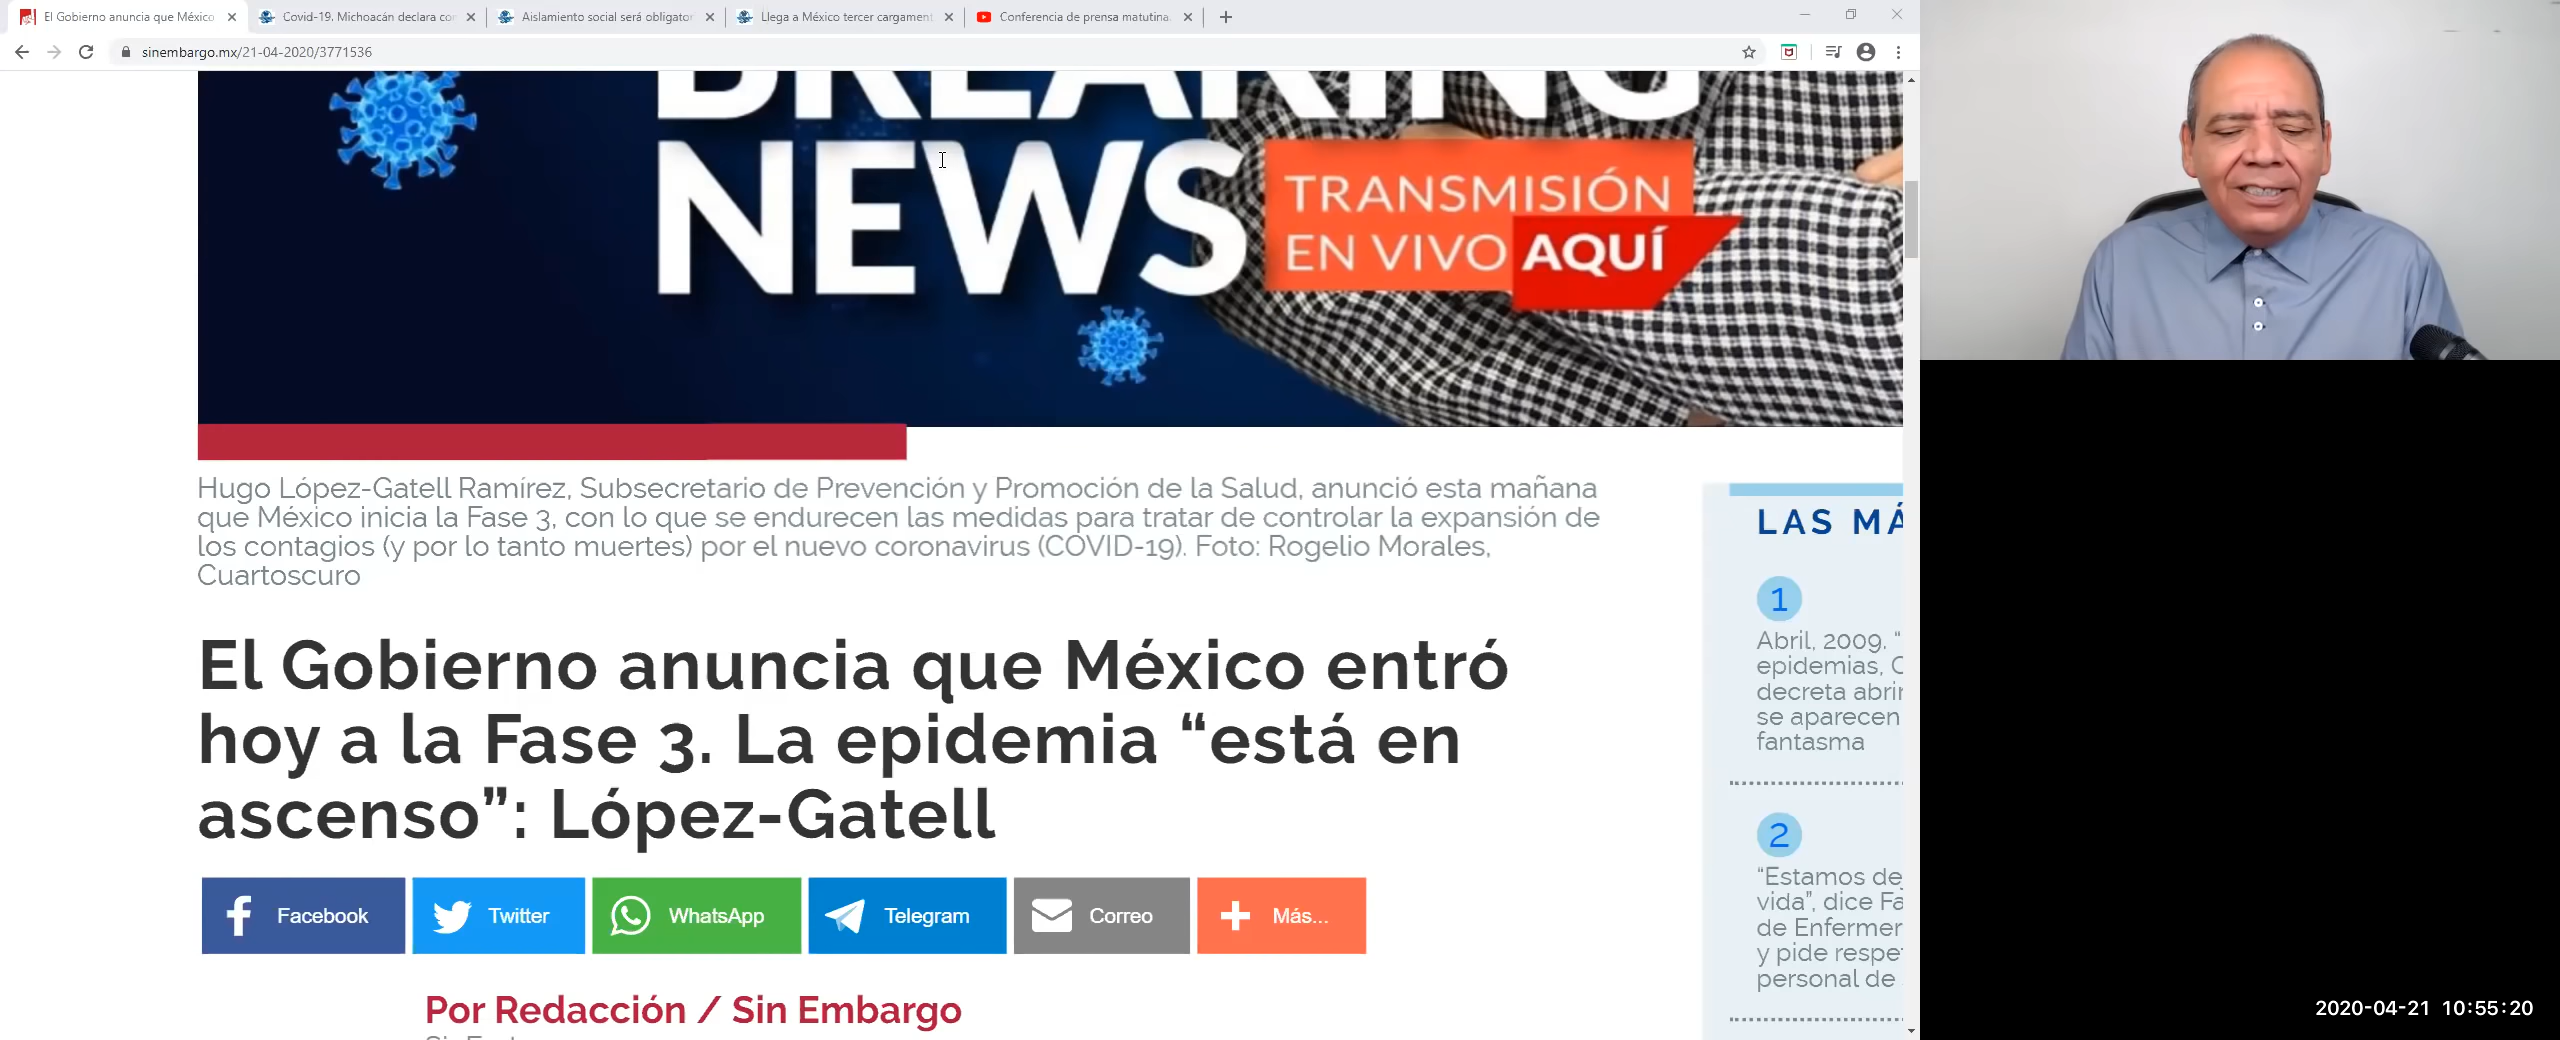 El Gobierno anuncia que México
Covid-19. Michoacán declara co
Aislamiento social será obligator
Llega a México tercer cargament
Conferencia de prensa matutina.
sinembargo.mx/21-04-2020/3771536
BREAKING
NEWS
TRANSMISIÓN
EN VIVO AQUÍ
Hugo López-Gatell Ramírez, Subsecretario de Prevención y Promoción de la Salud, anunció esta mañana
que México inicia la Fase 3, con lo que se endurecen las medidas para tratar de controlar la expansión de
los contagios (y por lo tanto muertes) por el nuevo coronavirus (COVID-19). Foto: Rogelio Morales,
Cuartoscuro
El Gobierno anuncia que México entró
hoy a la Fase 3. La epidemia “está en
ascenso”: López-Gatell
Facebook
Twitter
WhatsApp
Telegram
Correo
Más...
Por Redacción / Sin Embargo
LAS MÁ
1
Abril, 2009. “
epidemias, C
decreta abrir
se aparecen
fantasma
2
“Estamos de
vida”, dice Fa
de Enfermer
y pide respe
personal de
2020-04-21 10:55:20